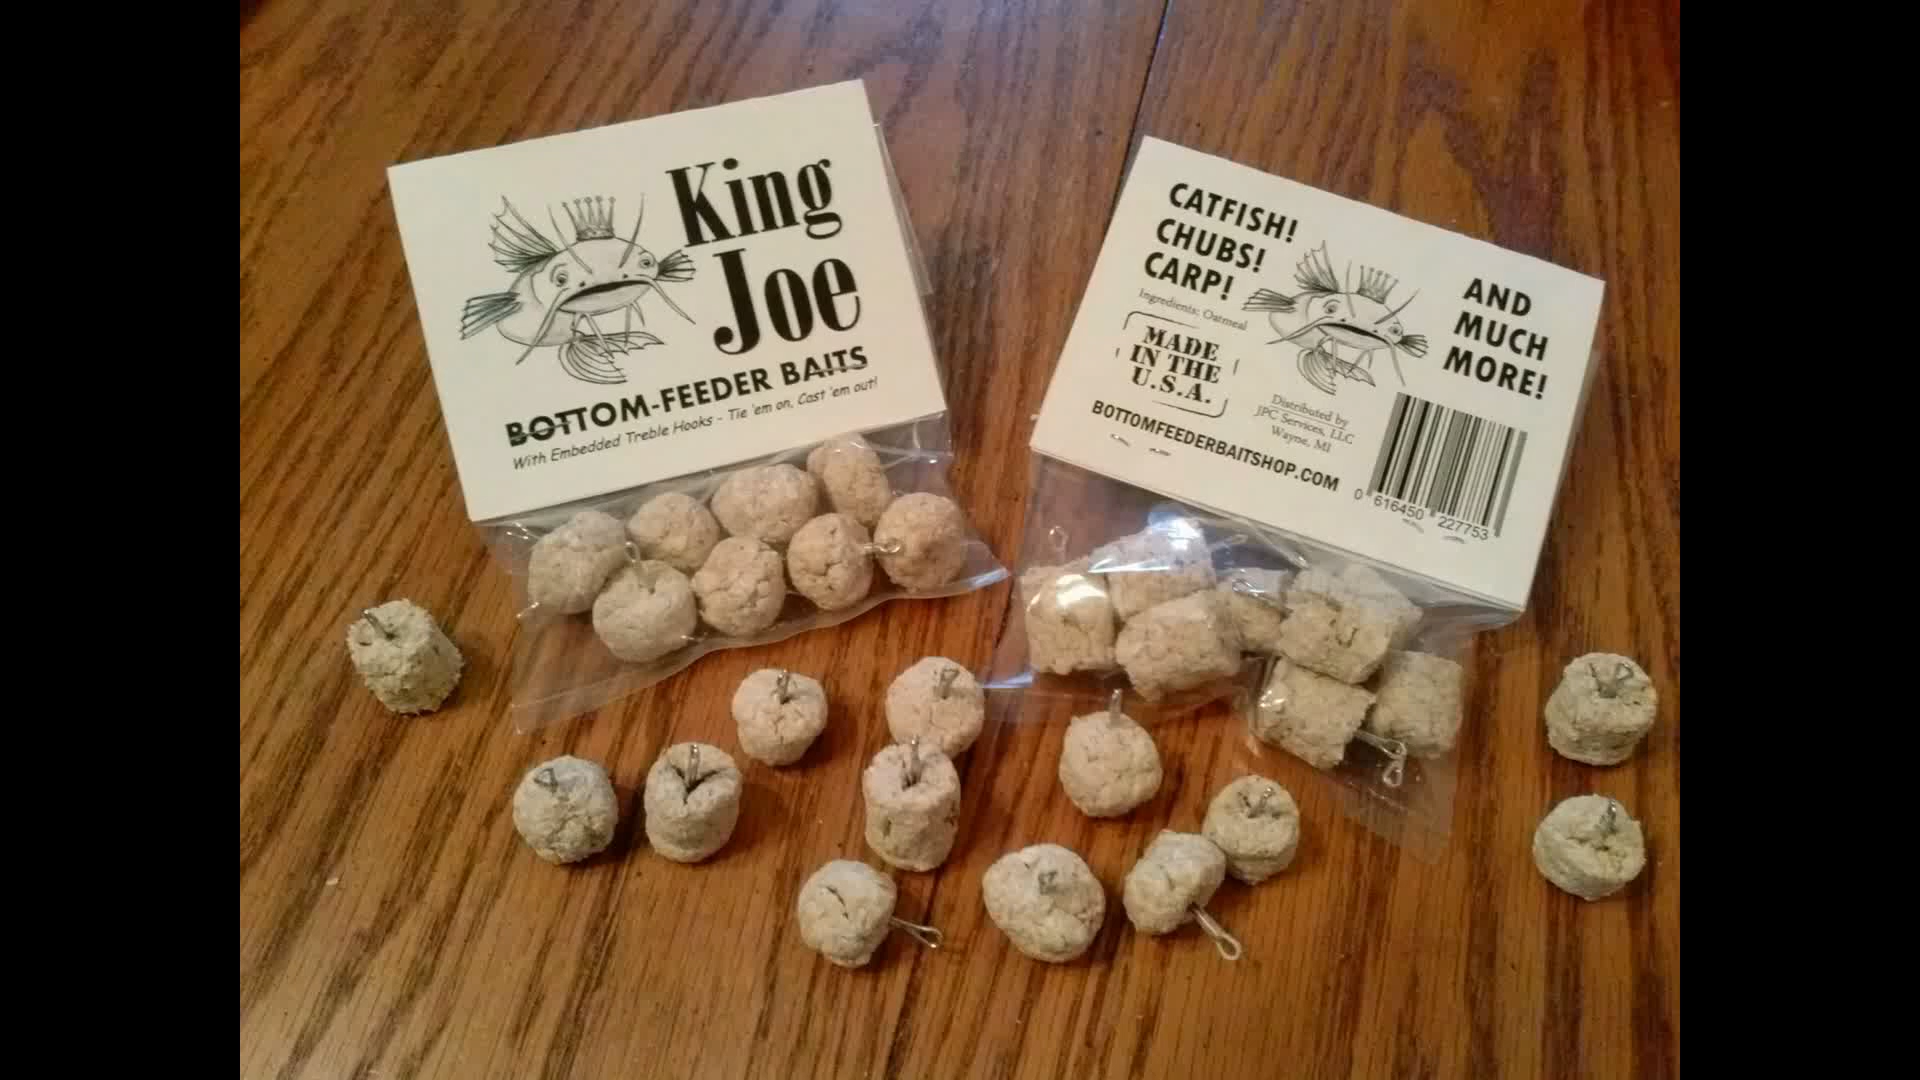 King
Joe
BOTTOM-FEEDER BAITS
With Embedded Treble Hooks - Tie 'em on, Cast 'em out!
CATFISH!
CHUBS!
CARP!
Ingredients: Oatmeal
MADE
IN THE
U.S.A.
BOTTOMFEEDERBAITSHOP.COM
AND
MUCH
MORE!
Distributed by
JPC Services, LLC
Wayne, MI
0 616450 227753